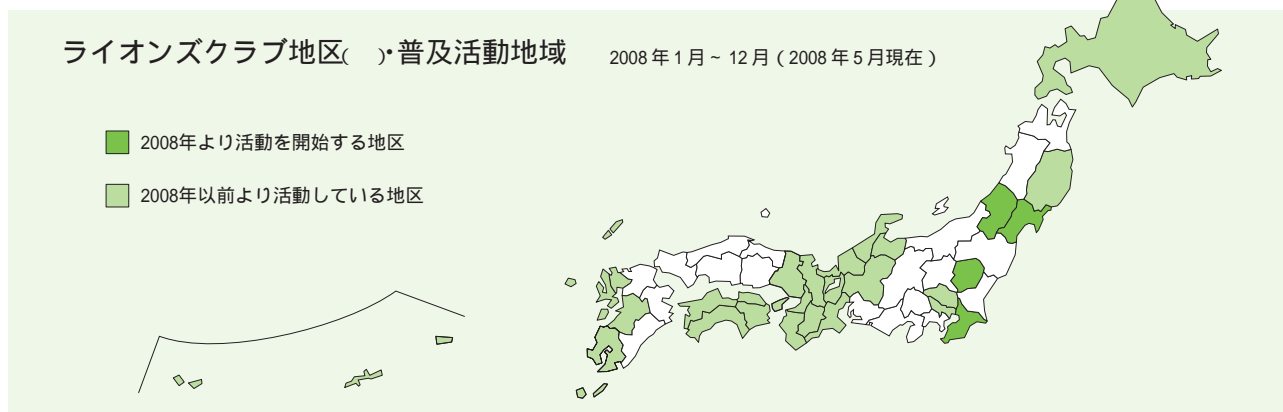 ライオンズクラブ地区(　)・普及活動地域　2008年1月～12月(2008年5月現在)
2008年より活動を開始する地区
2008年以前より活動している地区